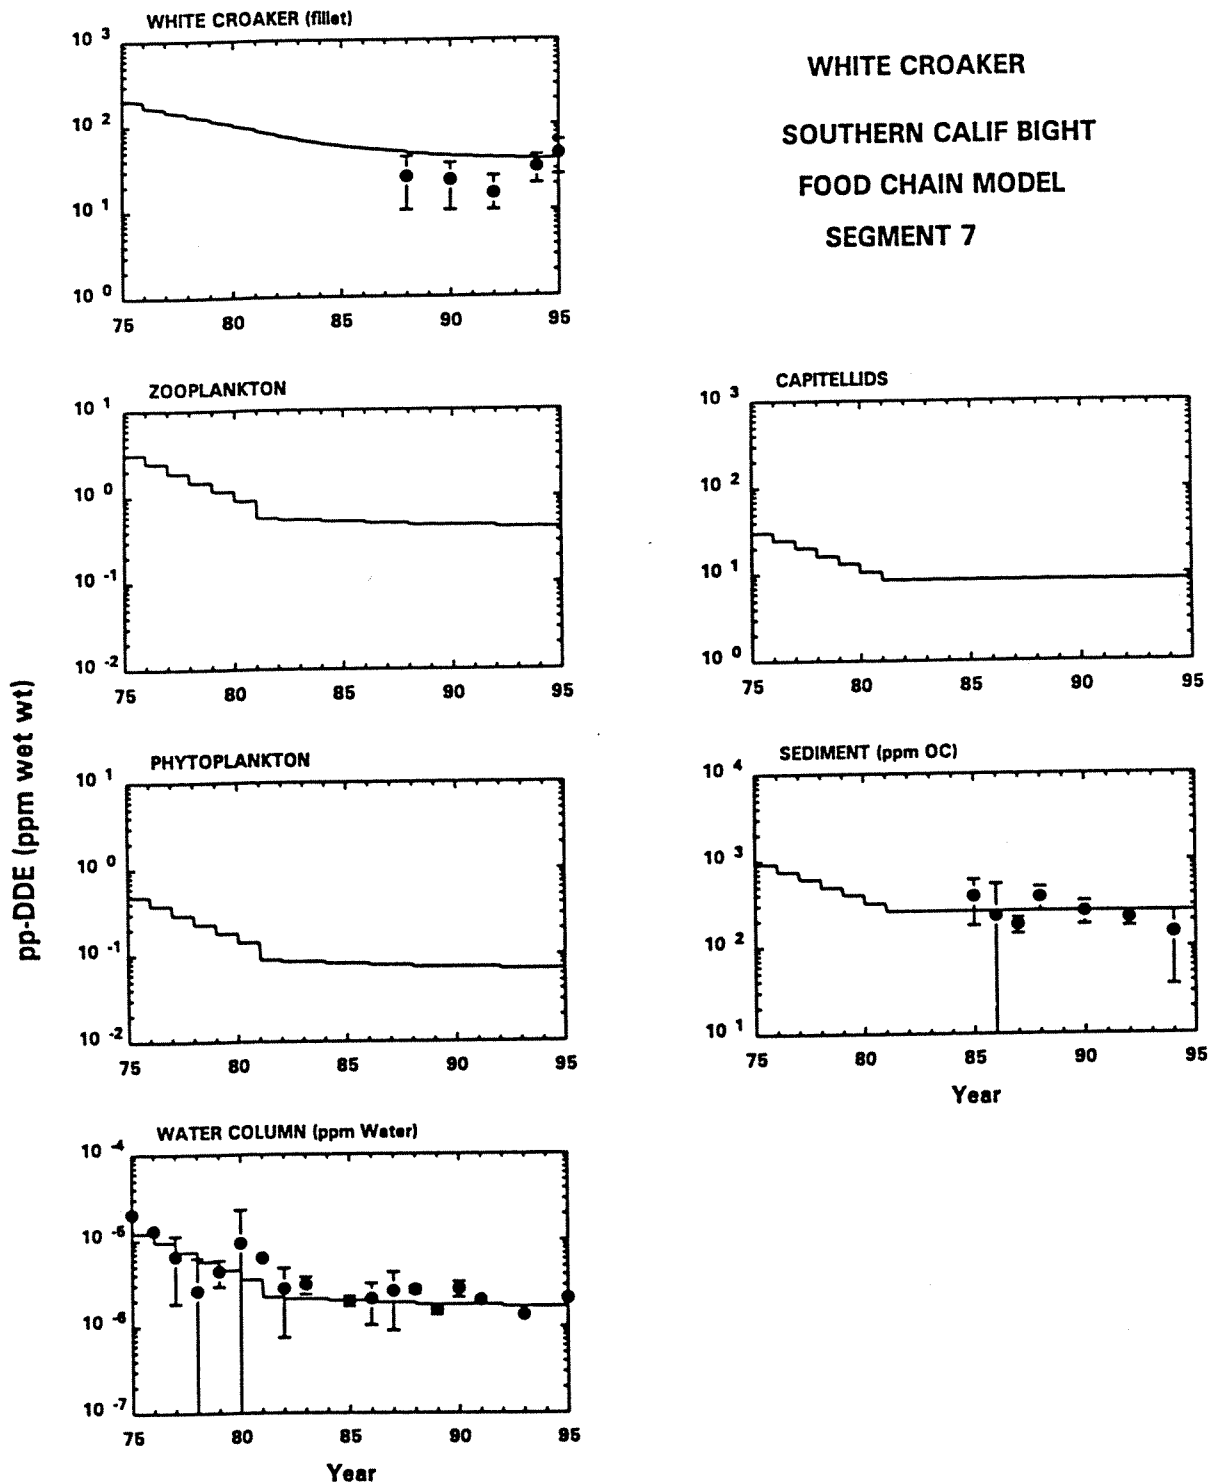 WHITE CROAKER (fillet)
10 3
10 2
10 1
10 0
75 80 85 90 95
WHITE CROAKER
SOUTHERN CALIF BIGHT
FOOD CHAIN MODEL
SEGMENT 7
ZOOPLANKTON
10 1
10 0
10 -1
10 -2
75 80 85 90 95
CAPITELLIDS
10 3
10 2
10 1
10 0
75 80 85 90 95
pp-DDE (ppm wet wt)
PHYTOPLANKTON
10 1
10 0
10 -1
10 -2
75 80 85 90 95
SEDIMENT (ppm OC)
10 4
10 3
10 2
10 1
75 80 85 90 95
Year
WATER COLUMN (ppm Water)
10 -4
10 -5
10 -6
10 -7
75 80 85 90 95
Year